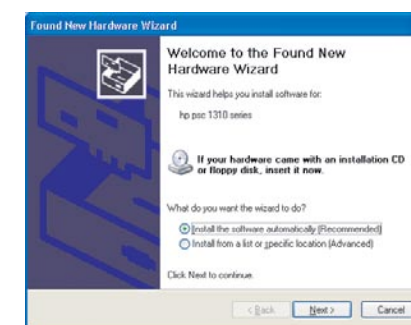 Found New Hardware Wizard
Welcome to the Found New
Hardware Wizard
This wizard helps you install software for:
hp psc 1310 series
If your hardware came with an installation CD
or floppy disk, insert it now.
What do you want the wizard to do?
Install the software automatically (Recommended)
Install from a list or specific location (Advanced)
Click Next to continue.
< Back Next > Cancel